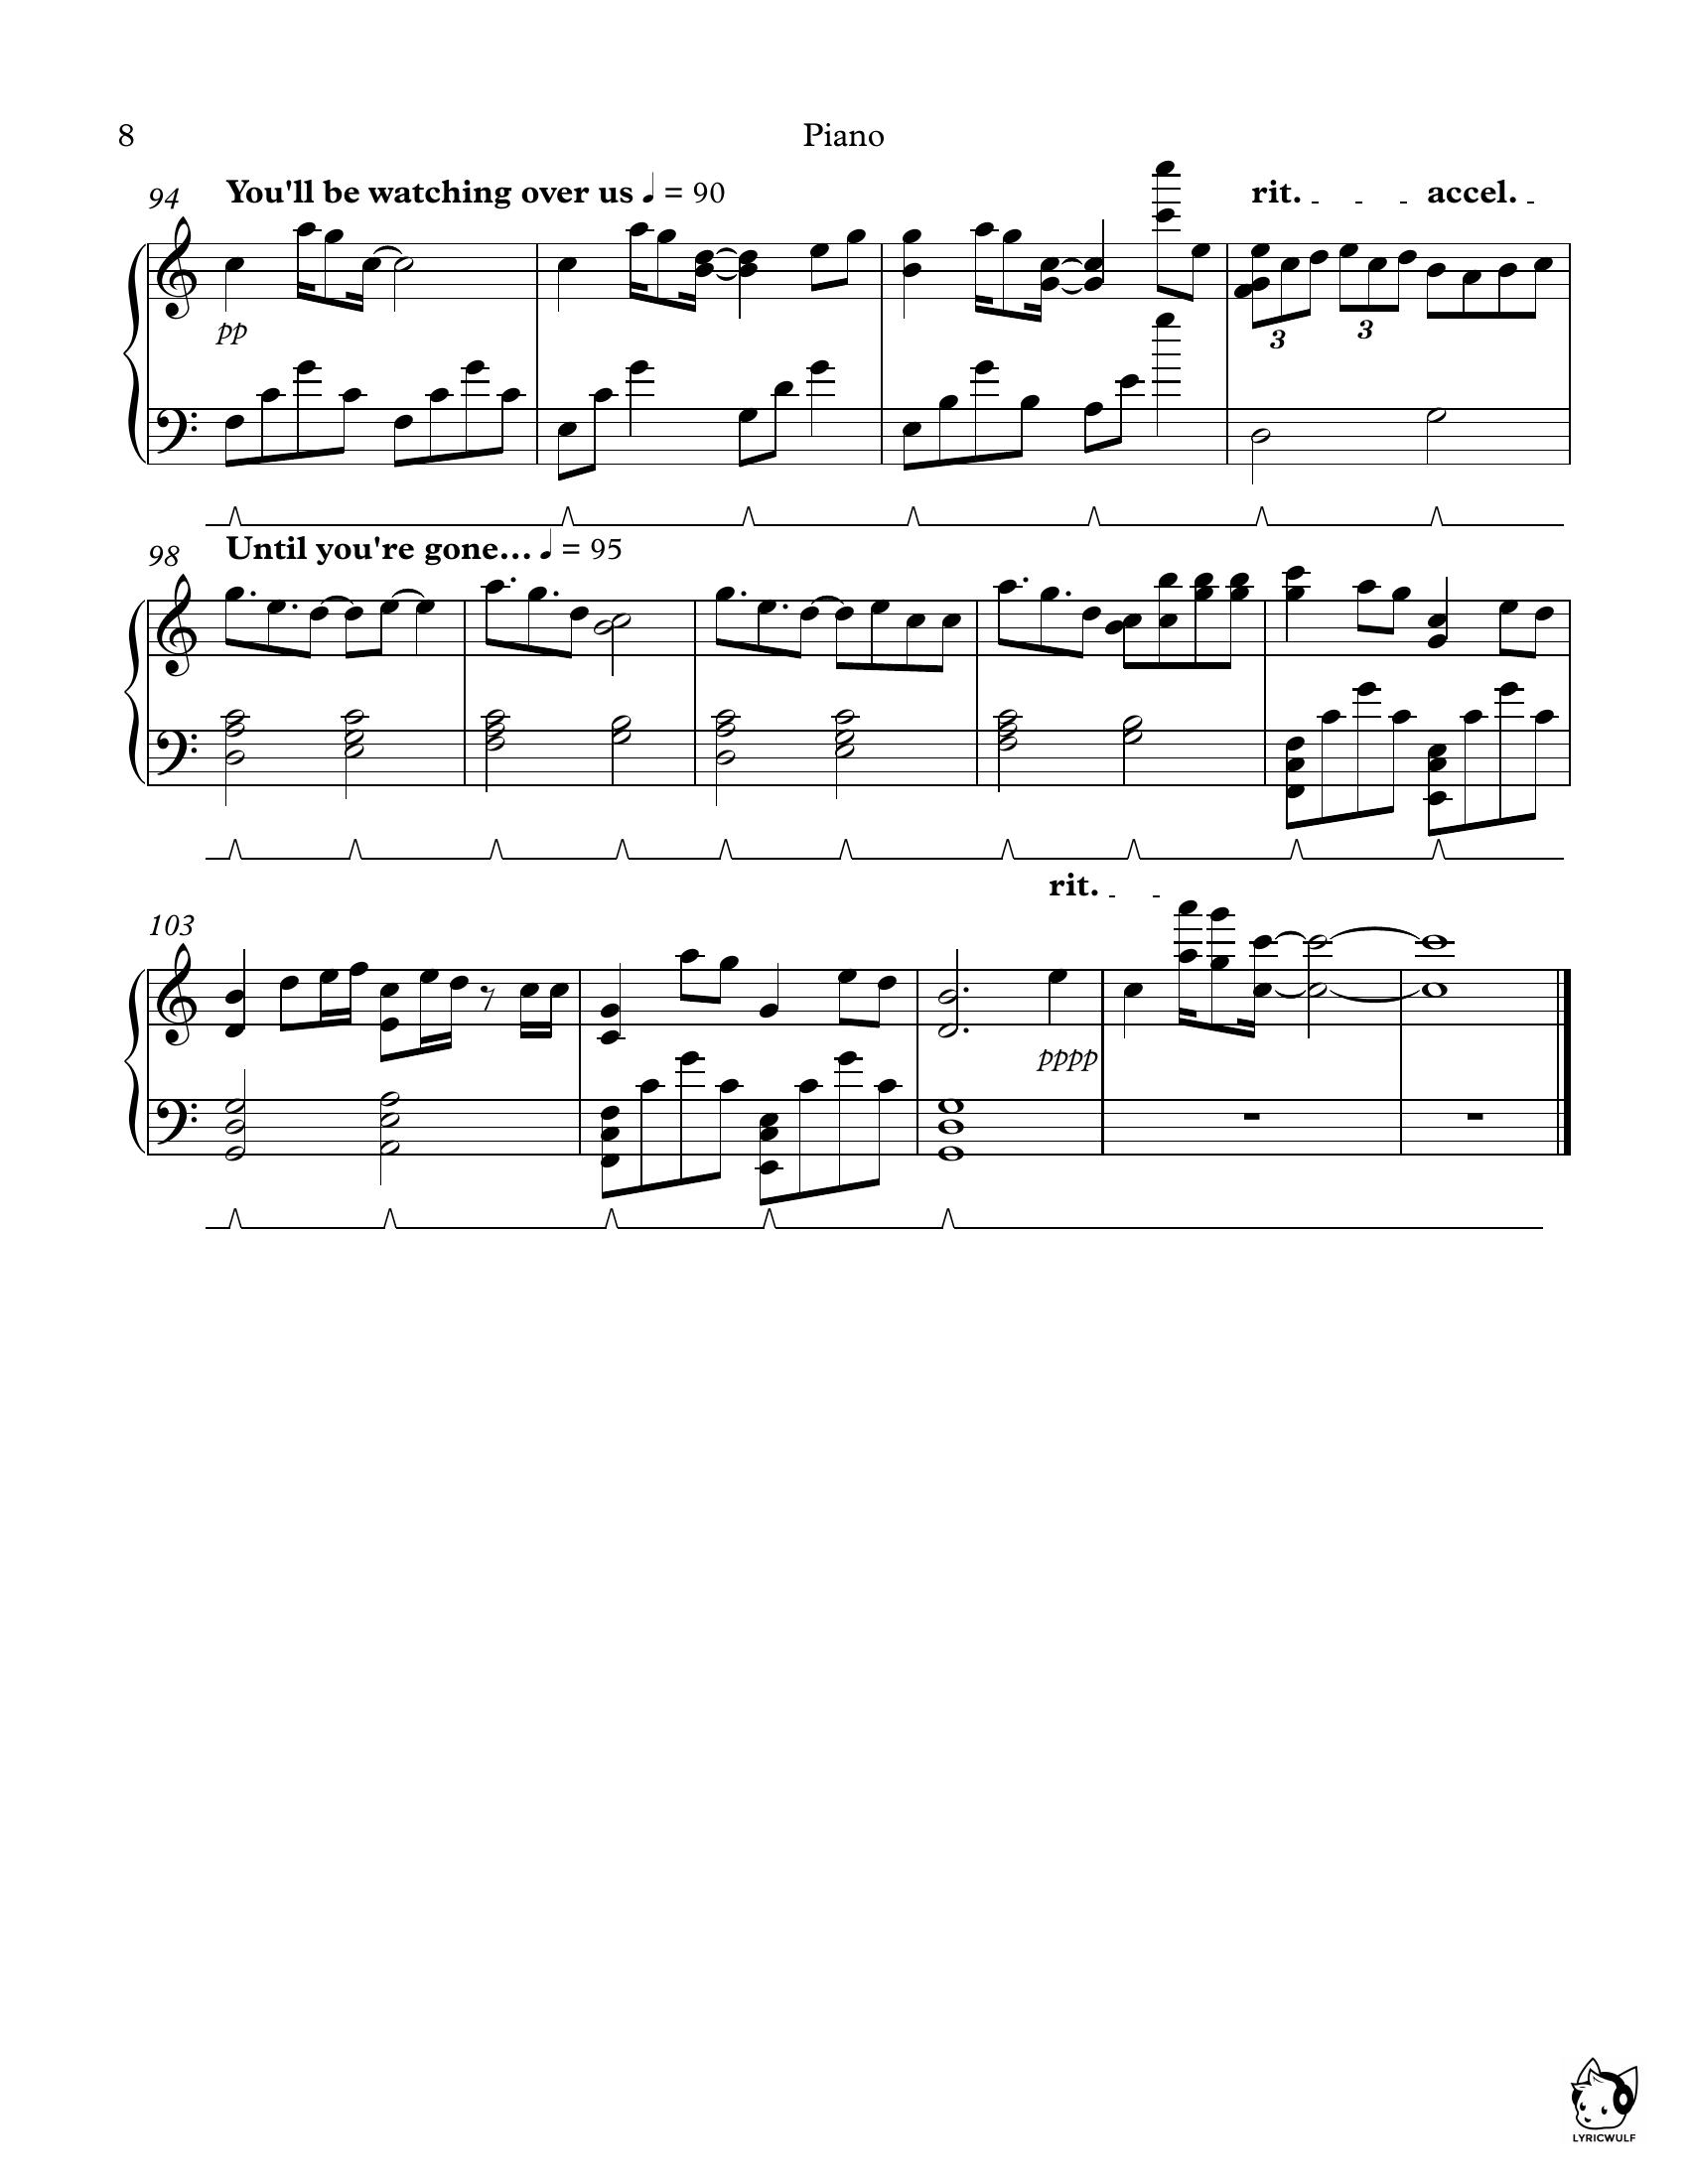 8 Piano
94 You'll be watching over us ♩ = 90 rit. accel.
pp
3 3
98 Until you're gone... ♩ = 95
rit.
103
pppp
LYRICWULF